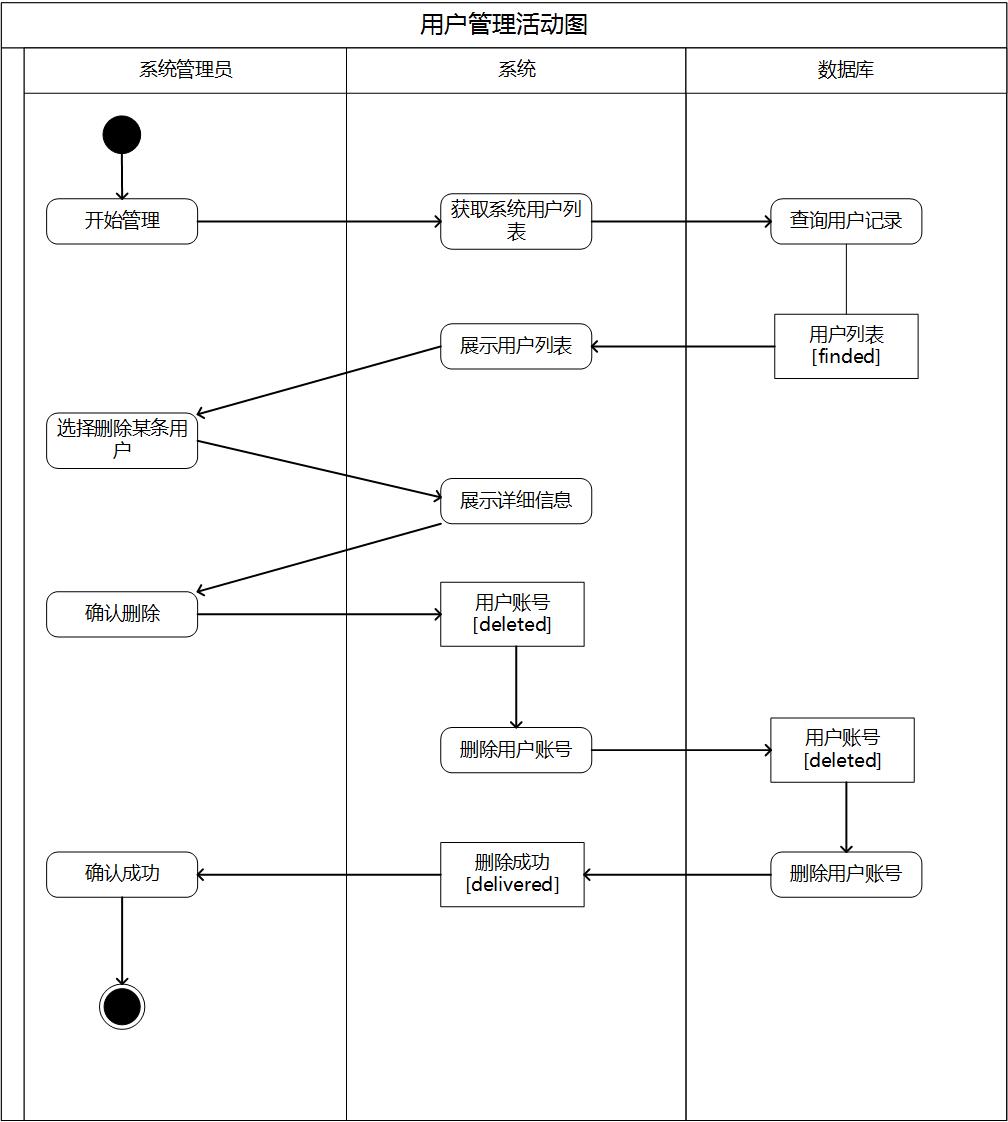 用户管理活动图
系统管理员
系统
数据库
开始管理
获取系统用户列
表
查询用户记录
展示用户列表
用户列表
[finded]
选择删除某条用
户
展示详细信息
确认删除
用户账号
[deleted]
删除用户账号
用户账号
[deleted]
确认成功
删除成功
[delivered]
删除用户账号